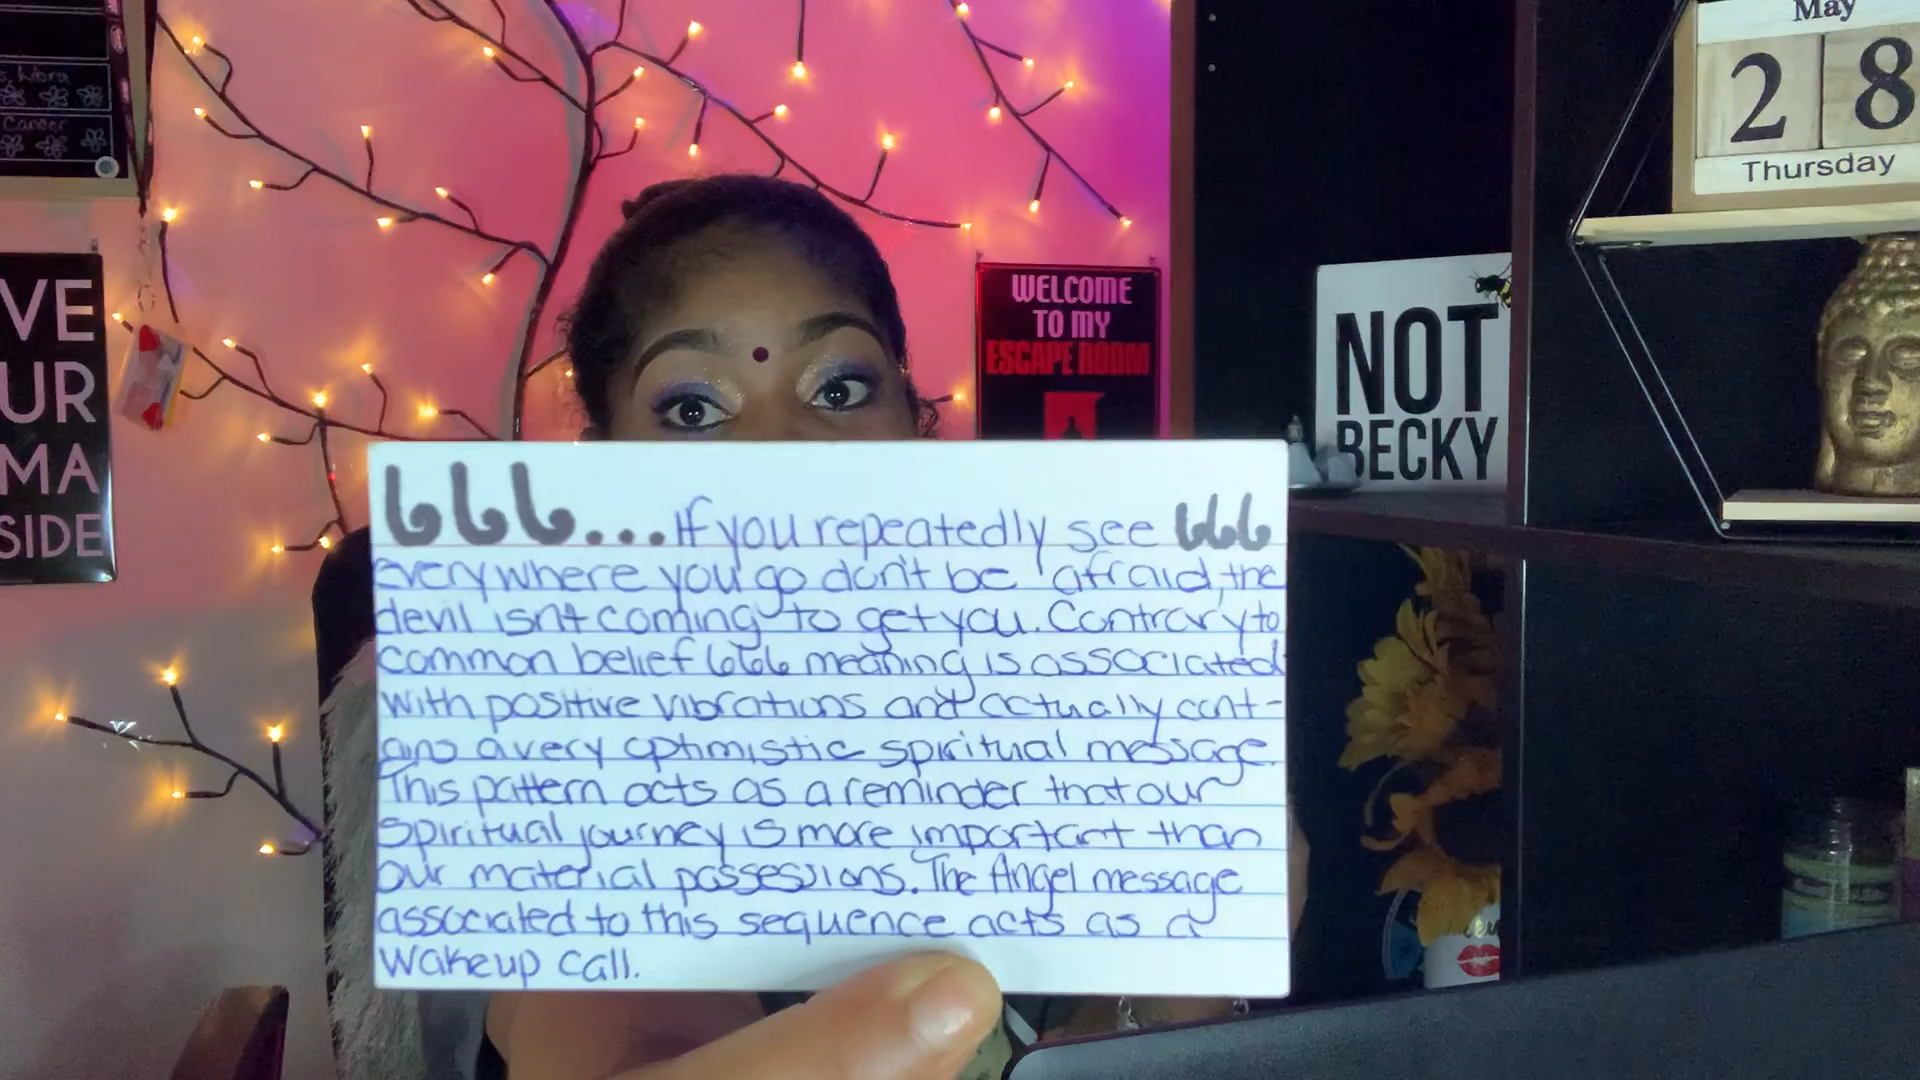 s, Libra
Cancer
VE
UR
MA
SIDE
WELCOME
TO MY
ESCAPE ROOM
NOT
BECKY
May
28
Thursday
666...If you repeatedly see 666
everywhere you go don't be afraid, the
devil isn't coming to get you. Contrary to
common belief 666 meaning is associated
with positive vibrations and actually cont-
ains a very optimistic spiritual message.
This pattern acts as a reminder that our
spiritual journey is more important than
our material possessions. The Angel message
associated to this sequence acts as a
wakeup call.